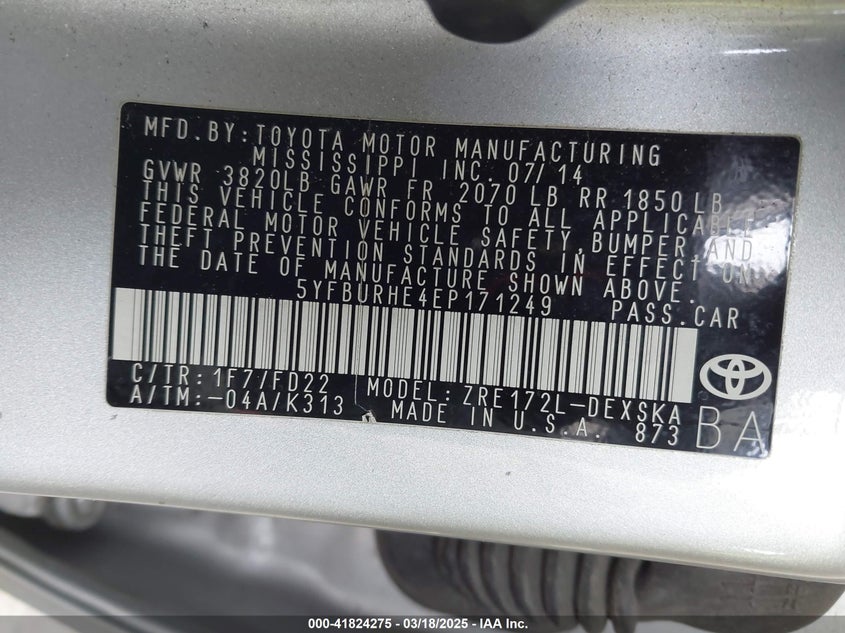 MFD.BY:TOYOTA MOTOR MANUFACTURING
MISSISSIPPI INC. 07/14
GVWR 3820LB GAWR FR 2070 LB RR 1850 LB
THIS VEHICLE CONFORMS TO ALL APPLICABLE
FEDERAL MOTOR VEHICLE SAFETY,BUMPER,AND
THEFT PREVENTION STANDARDS IN EFFECT ON
THE DATE OF MANUFACTURE SHOWN ABOVE.
5YFBURHE4EP171249 PASS.CAR
C/TR: 1F7/FD22 MODEL: ZRE172L-DEXSKA
A/TM:-04A/K313 MADE IN U.S.A. 873 BA
000-41824275 - 03/18/2025 - IAA Inc.